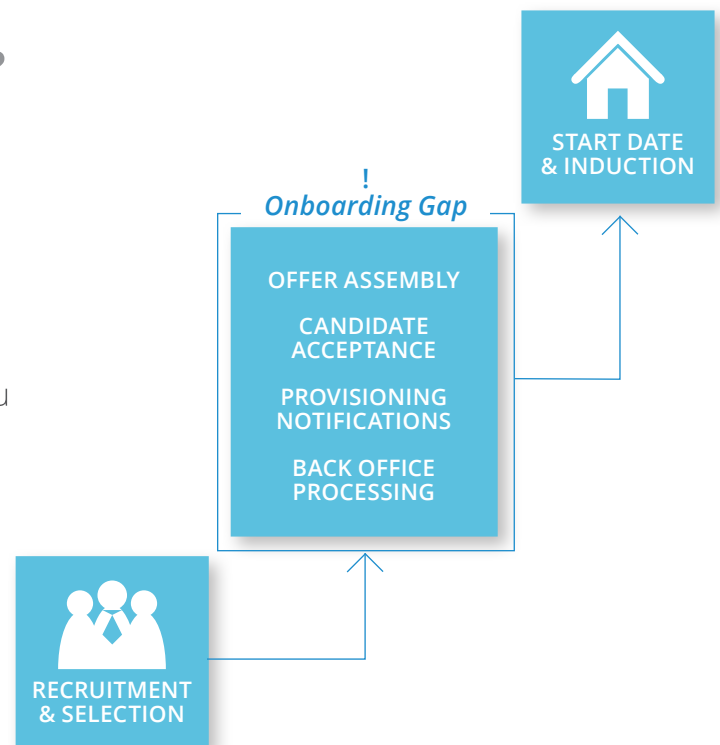 START DATE
& INDUCTION
!
Onboarding Gap
OFFER ASSEMBLY
CANDIDATE
ACCEPTANCE
PROVISIONING
NOTIFICATIONS
BACK OFFICE
PROCESSING
RECRUITMENT
& SELECTION